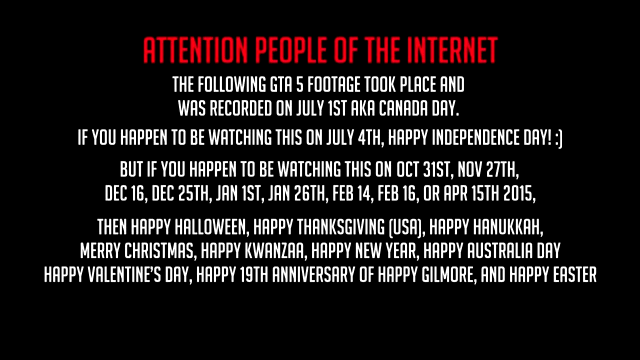 ATTENTION PEOPLE OF THE INTERNET
THE FOLLOWING GTA 5 FOOTAGE TOOK PLACE AND
WAS RECORDED ON JULY 1ST AKA CANADA DAY.
IF YOU HAPPEN TO BE WATCHING THIS ON JULY 4TH, HAPPY INDEPENDENCE DAY! :)
BUT IF YOU HAPPEN TO BE WATCHING THIS ON OCT 31ST, NOV 27TH,
DEC 16, DEC 25TH, JAN 1ST, JAN 26TH, FEB 14, FEB 16, OR APR 15TH 2015,
THEN HAPPY HALLOWEEN, HAPPY THANKSGIVING (USA), HAPPY HANUKKAH,
MERRY CHRISTMAS, HAPPY KWANZAA, HAPPY NEW YEAR, HAPPY AUSTRALIA DAY
HAPPY VALENTINE'S DAY, HAPPY 19TH ANNIVERSARY OF HAPPY GILMORE, AND HAPPY EASTER